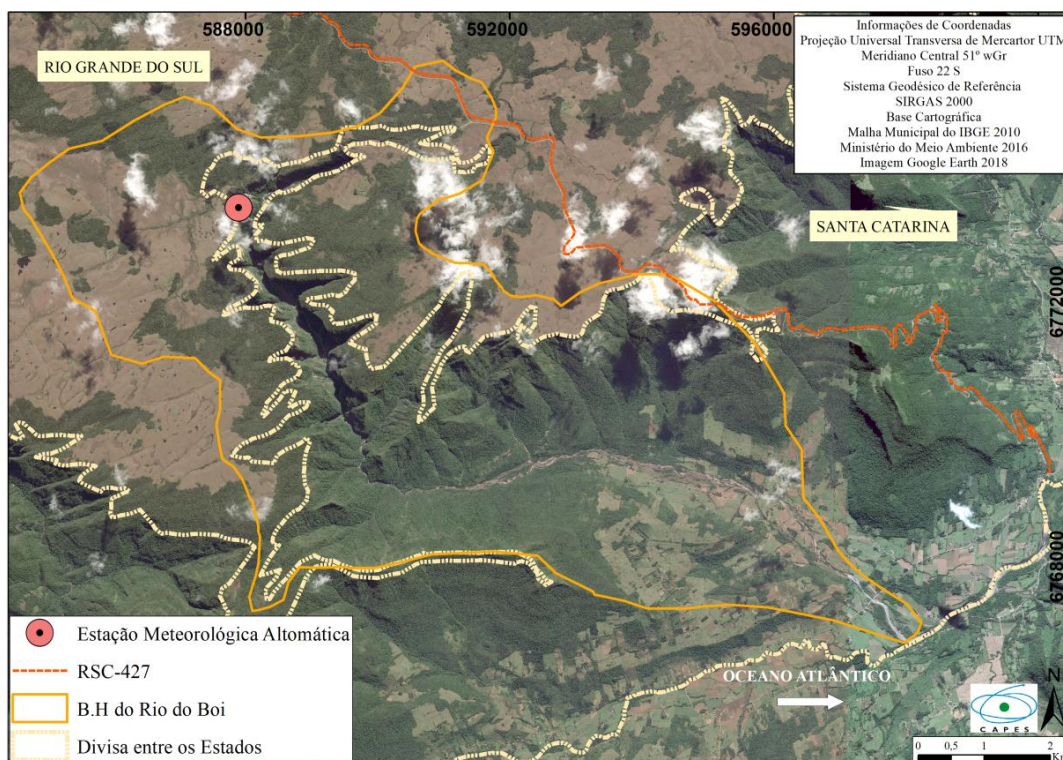 588000
592000
596000
Informações de Coordenadas
Projeção Universal Transversa de Mercartor UTM
Meridiano Central 51º wGr
Fuso 22 S
Sistema Geodésico de Referência
SIRGAS 2000
Base Cartográfica
Malha Municipal do IBGE 2010
Ministério do Meio Ambiente 2016
Imagem Google Earth 2018
RIO GRANDE DO SUL
SANTA CATARINA
6772000
6768000
Estação Meteorológica Altomática
RSC-427
B.H do Rio do Boi
Divisa entre os Estados
OCEANO ATLÂNTICO
N
CAPES
0 0,5 1 2
Km